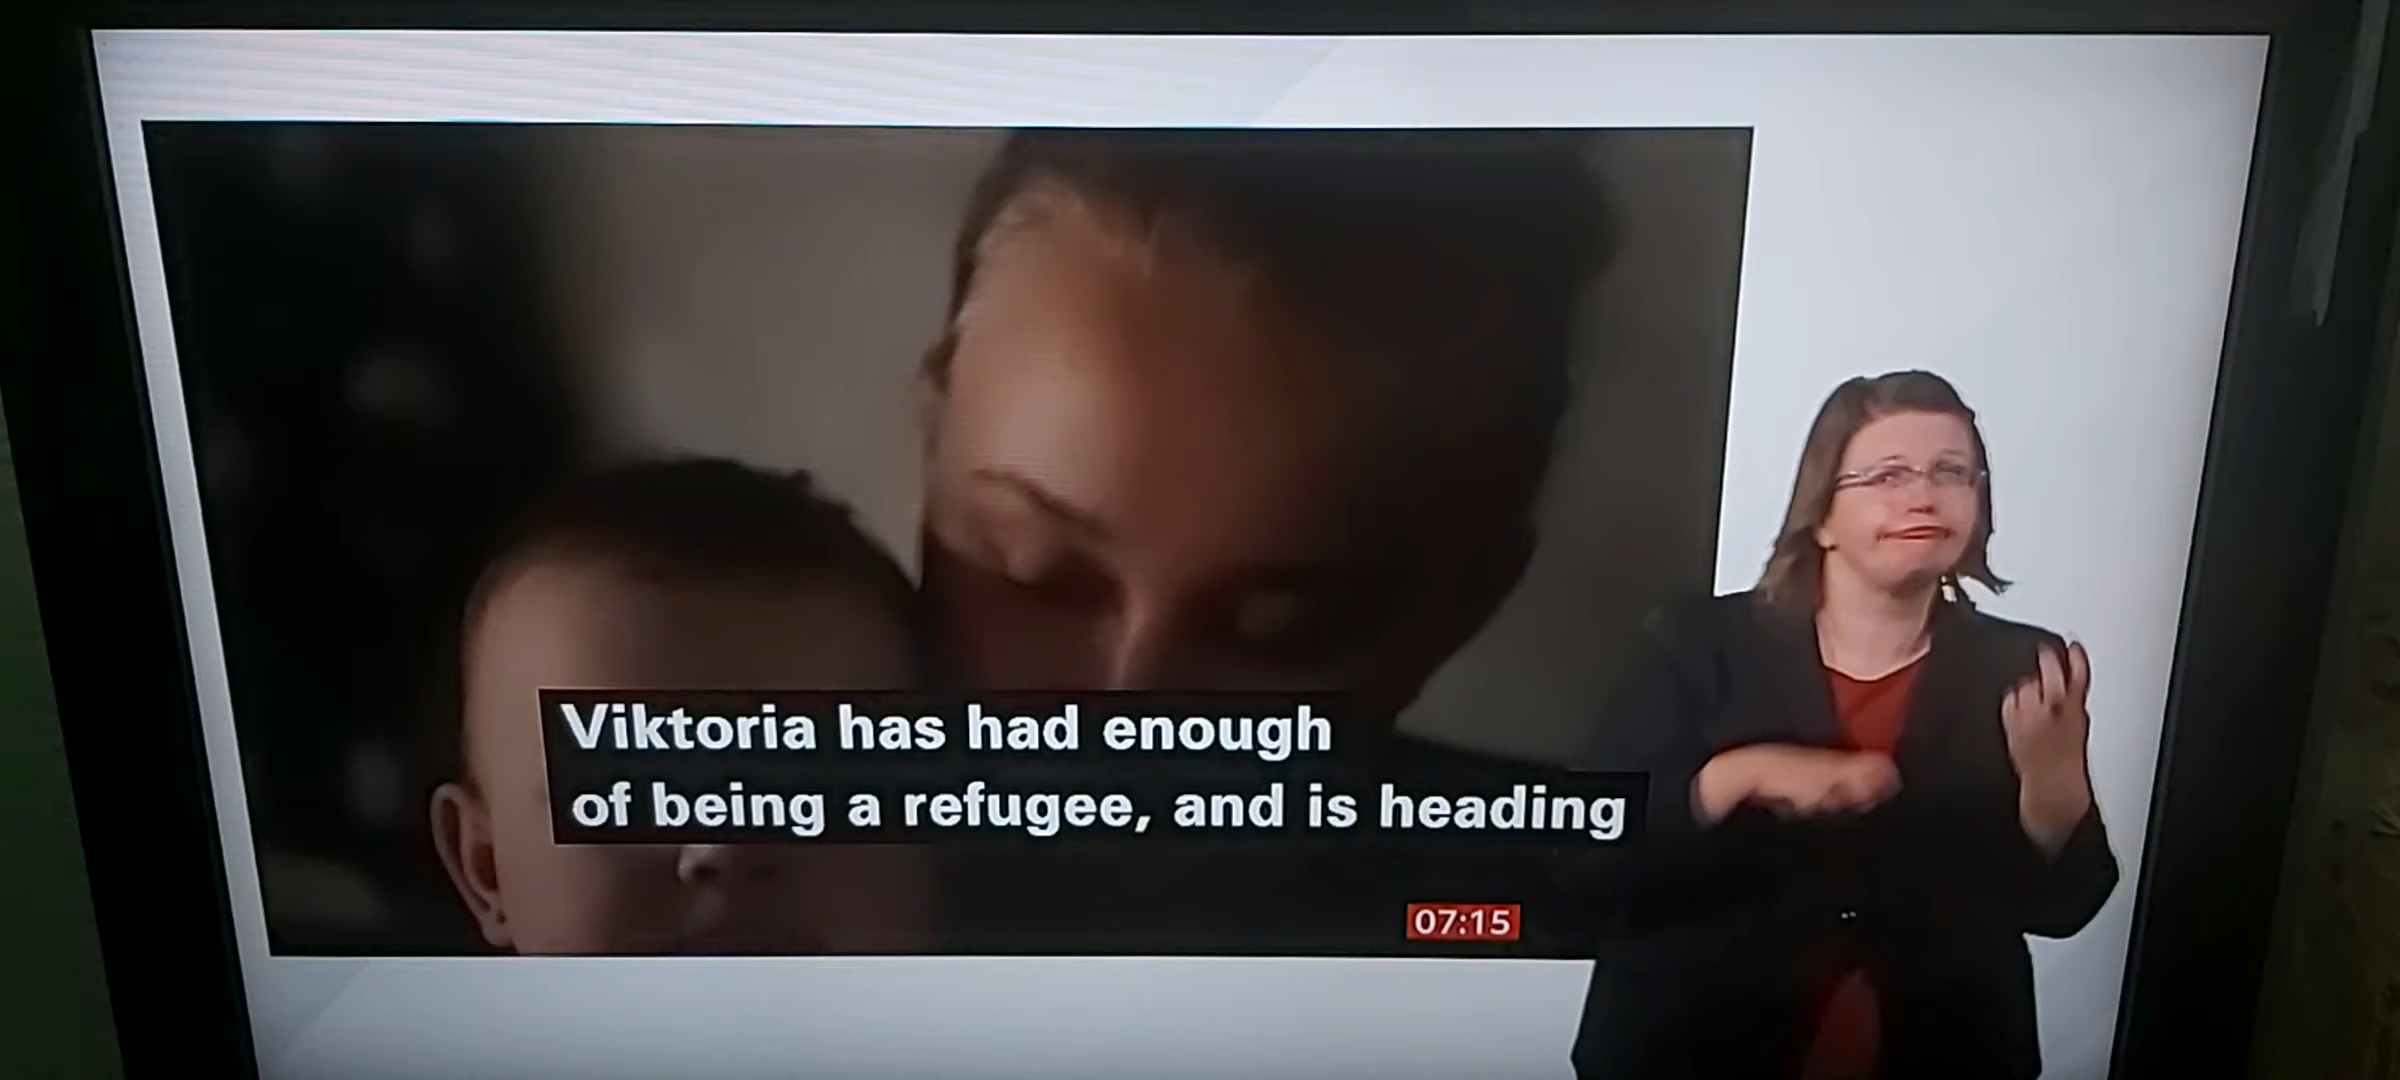 Viktoria has had enough
of being a refugee, and is heading
07:15